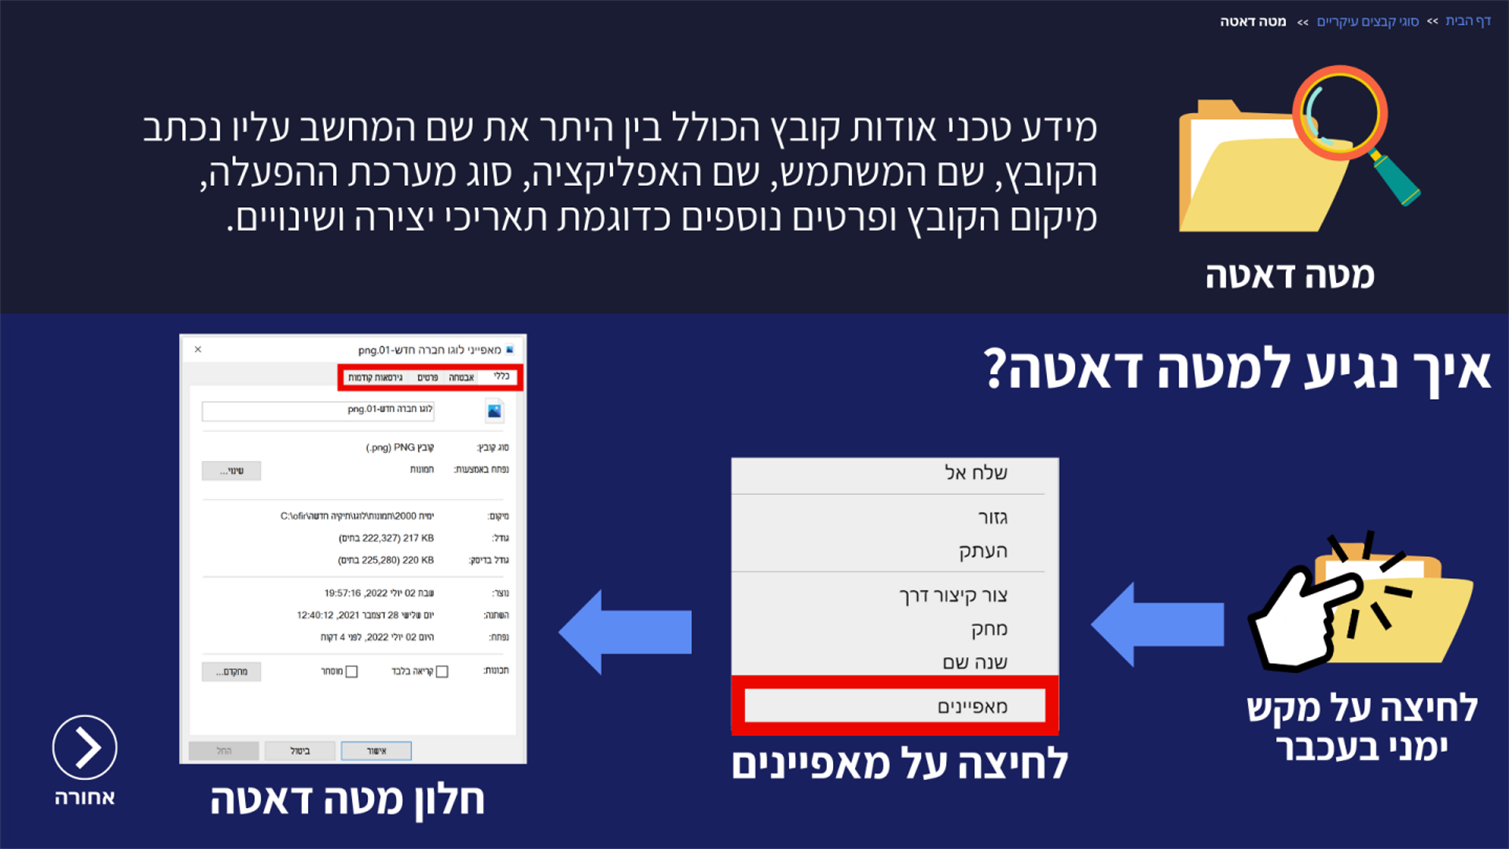 דף הבית >> סוגי קבצים עיקריים >> מטה דאטה
מידע טכני אודות קובץ הכולל בין היתר את שם המחשב עליו נכתב
הקובץ, שם המשתמש, שם האפליקציה, סוג מערכת ההפעלה,
מיקום הקובץ ופרטים נוספים כדוגמת תאריכי יצירה ושינויים.
מטה דאטה
איך נגיע למטה דאטה?
לחיצה על מקש
ימני בעכבר
שלח אל
גזור
העתק
צור קיצור דרך
מחק
שנה שם
מאפיינים
לחיצה על מאפיינים
מאפייני לוגו חברה חדש-01.png
כללי אבטחה פרטים גירסאות קודמות
לוגו חברה חדש-01.png
סוג קובץ: קובץ PNG (.png)
נפתח באמצעות: תמונות שינוי...
מיקום: C:\ofir\ימית 2000\תמונות\לוגו\תיקיה חדשה
גודל: 217 KB (222,327 בתים)
גודל בדיסק: 220 KB (225,280 בתים)
נוצר: שבת 02 יולי 2022, 19:57:16
השתנה: יום שלישי 28 דצמבר 2021, 12:40:12
נפתח: היום 02 יולי 2022, לפני 4 דקות
תכונות: קריאה בלבד מוסתר מתקדם...
אישור ביטול החל
חלון מטה דאטה
אחורה